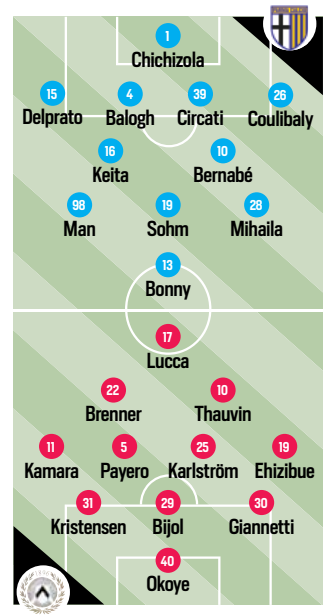 1
Chichizola
15 4 39 26
Delprato Balogh Circati Coulibaly
16 10
Keita Bernabé
98 19 28
Man Sohm Mihaila
13
Bonny
17
Lucca
22 10
Brenner Thauvin
11 5 25 19
Kamara Payero Karlström Ehizibue
31 29 30
Kristensen Bijol Giannetti
40
Okoye